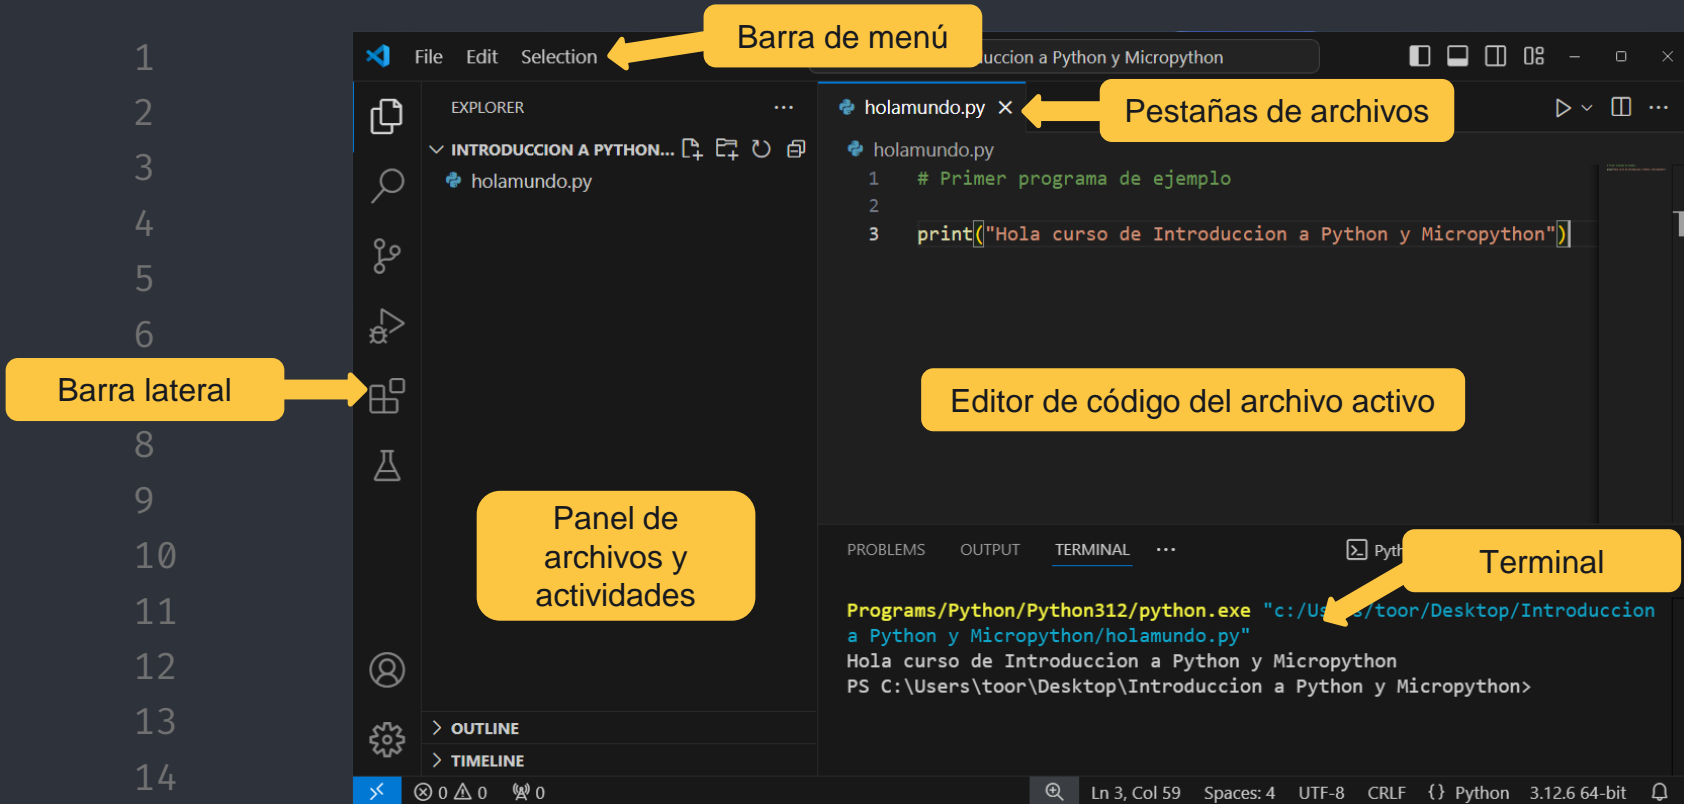 1
2
3
4
5
6
8
9
10
11
12
13
14
Barra de menú
File Edit Selection
a Python y Micropython
EXPLORER
INTRODUCCION A PYTHON...
holamundo.py
holamundo.py
Pestañas de archivos
holamundo.py
1 # Primer programa de ejemplo
2
3 print("Hola curso de Introduccion a Python y Micropython")
Barra lateral
Editor de código del archivo activo
Panel de
archivos y
actividades
PROBLEMS OUTPUT TERMINAL ...
Terminal
Programs/Python/Python312/python.exe "c:/Users/toor/Desktop/Introduccion
a Python y Micropython/holamundo.py"
Hola curso de Introduccion a Python y Micropython
PS C:\Users\toor\Desktop\Introduccion a Python y Micropython>
OUTLINE
TIMELINE
0 0 0
Ln 3, Col 59 Spaces: 4 UTF-8 CRLF {} Python 3.12.6 64-bit